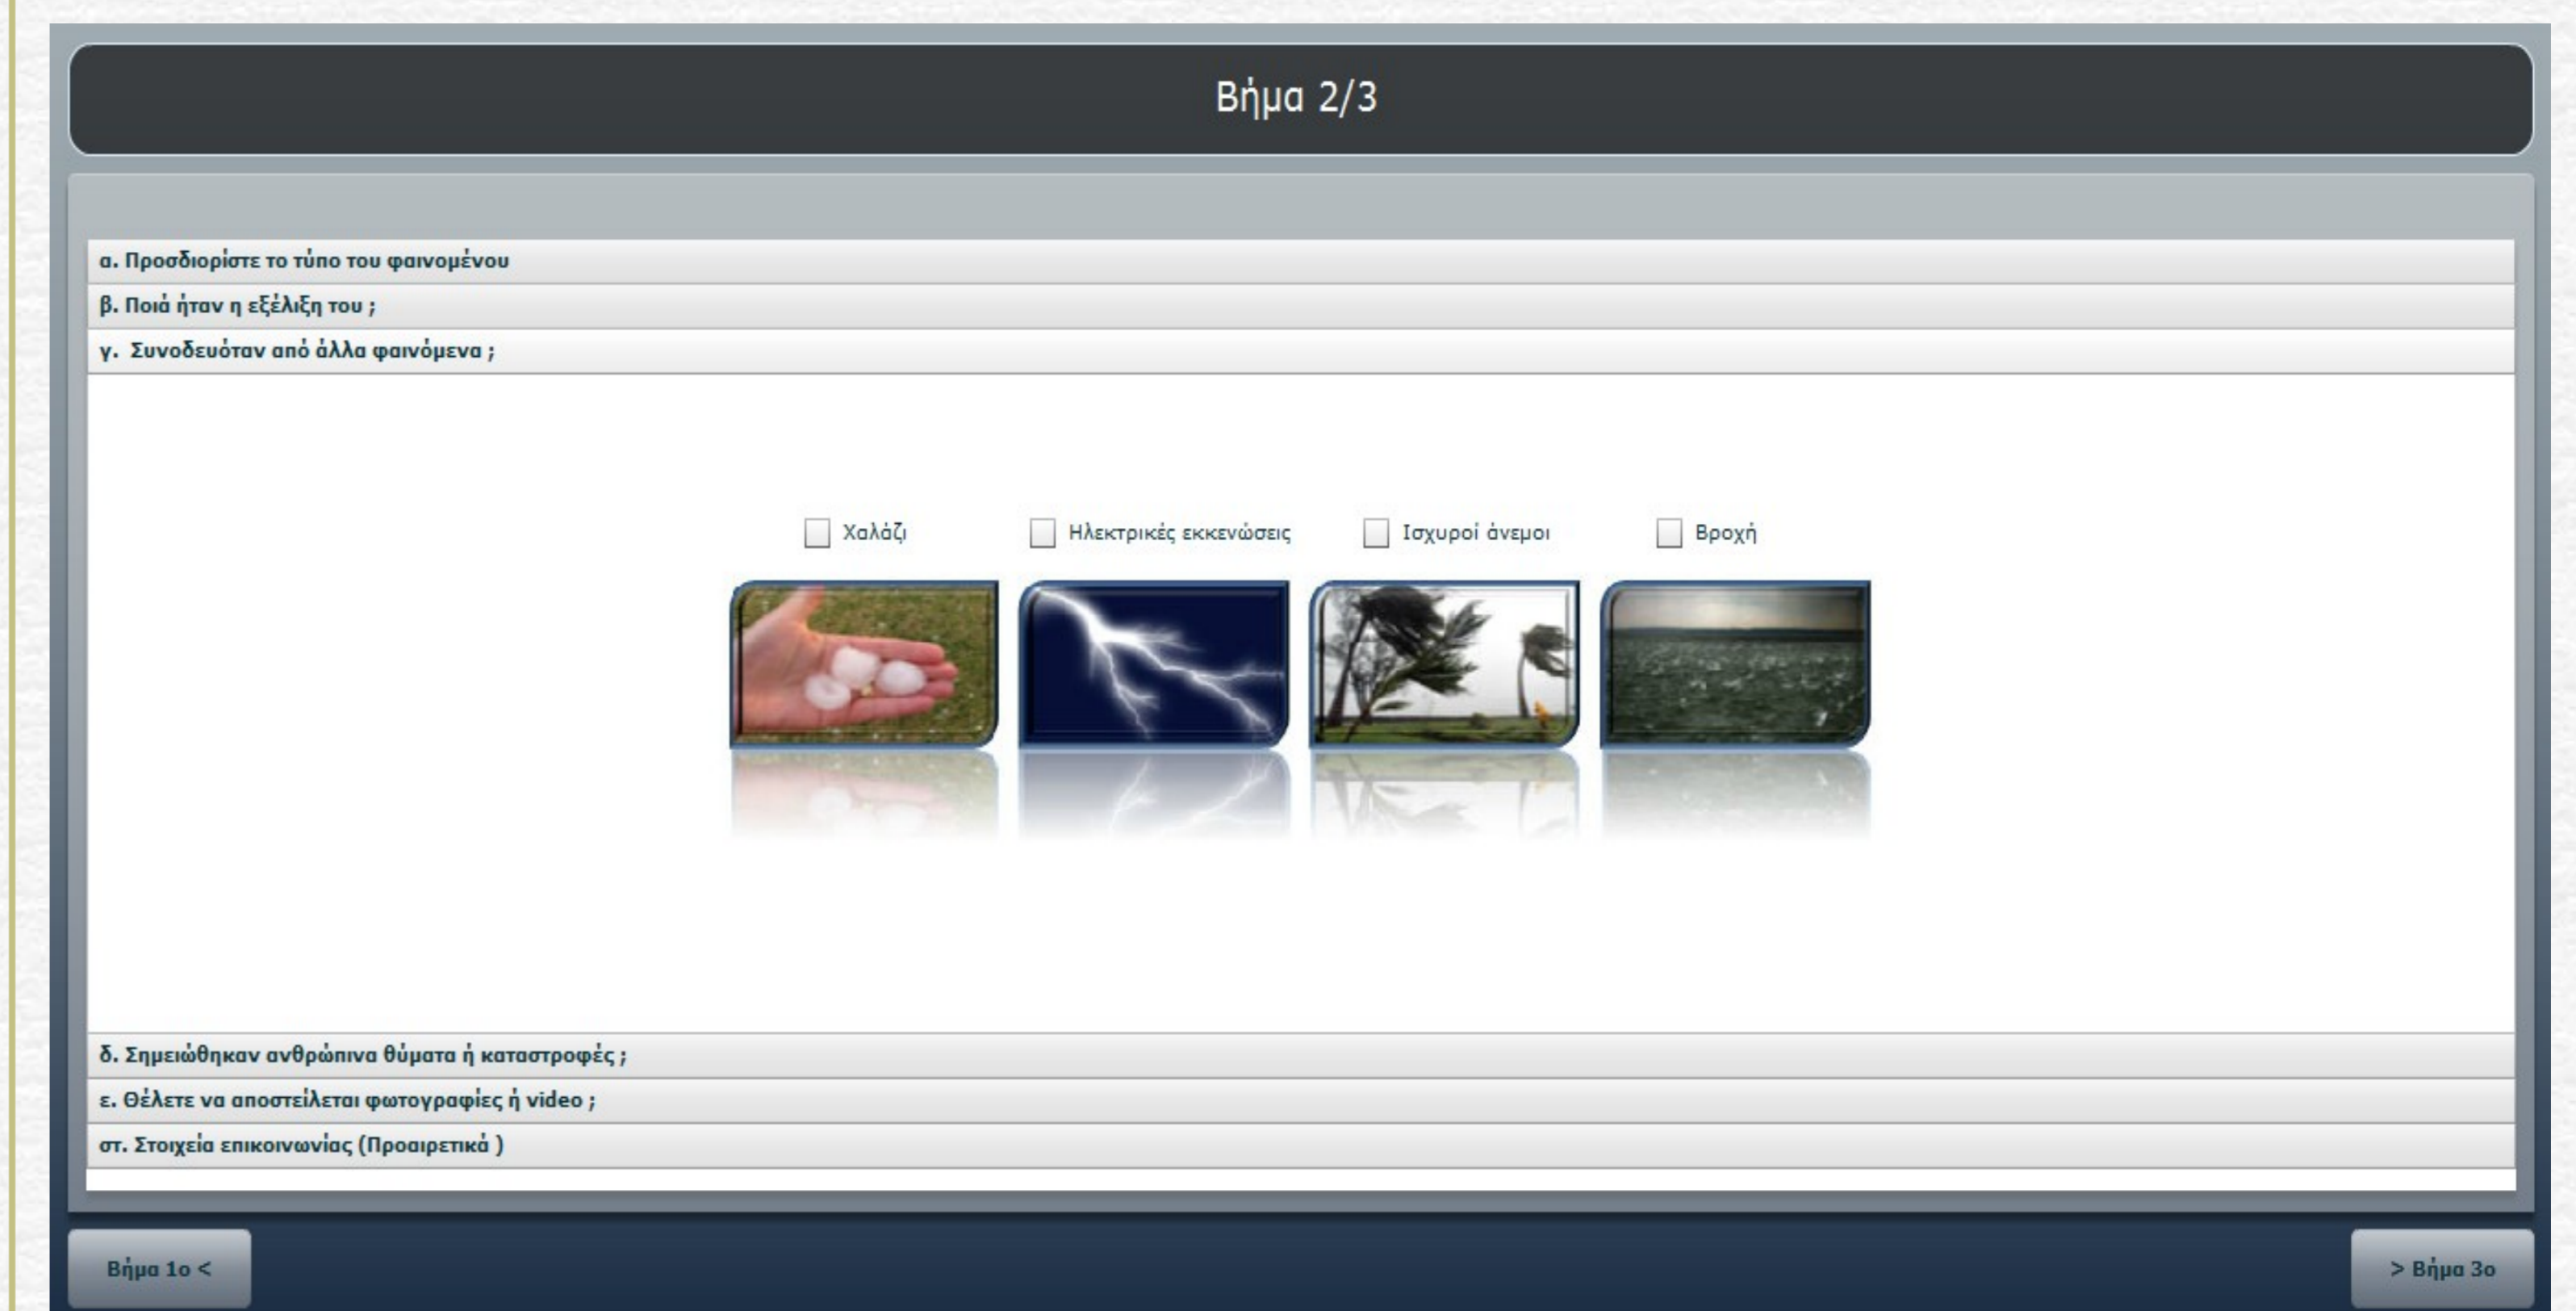 Βήμα 2/3
α. Προσδιορίστε το τύπο του φαινομένου
β. Ποιά ήταν η εξέλιξη του ;
γ.  Συνοδευόταν από άλλα φαινόμενα ;
Χαλάζι Ηλεκτρικές εκκενώσεις Ισχυροί άνεμοι Βροχή
δ. Σημειώθηκαν ανθρώπινα θύματα ή καταστροφές ;
ε. Θέλετε να αποστείλεται φωτογραφίες ή video ;
στ. Στοιχεία επικοινωνίας (Προαιρετικά )
Βήμα 1ο < > Βήμα 3ο